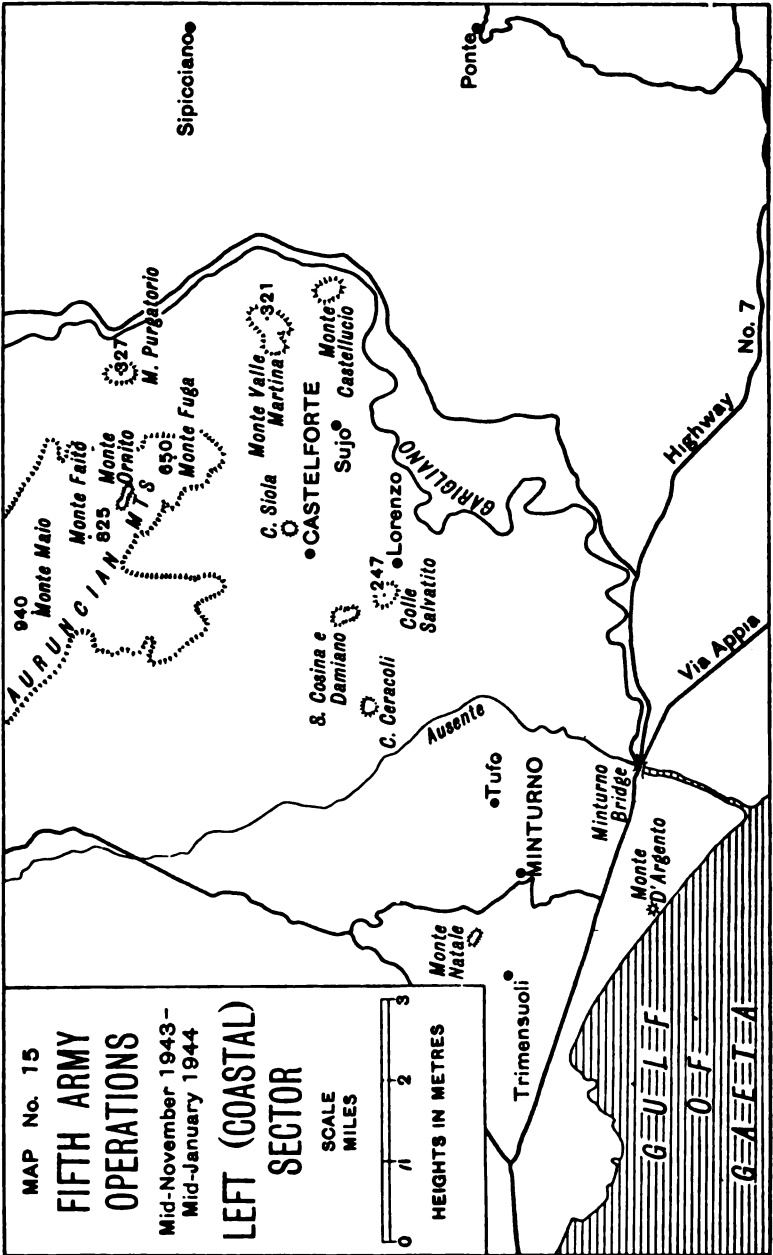 MAP No. 15
FIFTH ARMY
OPERATIONS
Mid-November 1943-
Mid-January 1944
LEFT (COASTAL)
SECTOR
SCALE
MILES
0 1 2 3
HEIGHTS IN METRES
AURUNCIAN MTS
940
Monte Maio
Monte Faito
825
Monte
Ornito
650
Monte Fuga
327
M. Purgatorio
Sipicciano
C. Siola
CASTELFORTE
Monte Valle
Martina
321
Sujo
Monte
Castellucio
S. Cosina e
Damiano
C. Ceracoli
247
Colle
Salvatito
Lorenzo
GARIGLIANO
Ponte
Ausente
Tufo
MINTURNO
Monte
Natale
Trimensuoli
Minturno
Bridge
Monte
D'Argento
Highway
No. 7
Via Appia
GULF
OF
GAETA